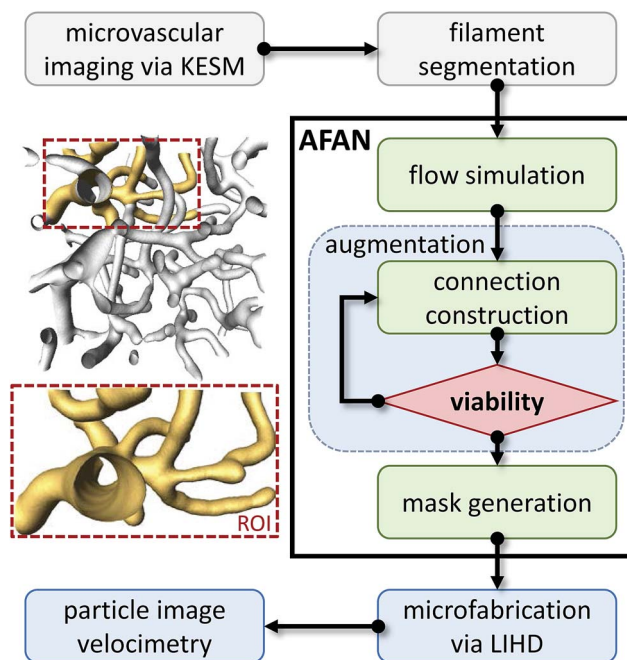 microvascular
imaging via KESM
filament
segmentation
AFAN
flow simulation
augmentation
connection
construction
viability
ROI
mask generation
particle image
velocimetry
microfabrication
via LIHD